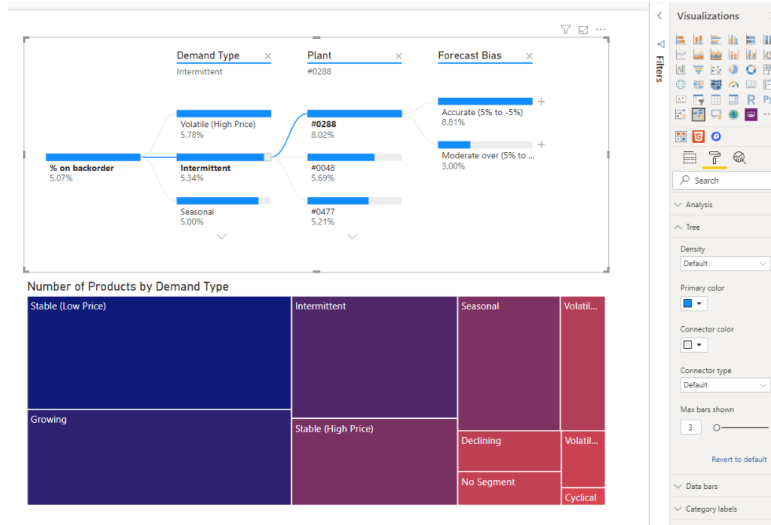 Demand Type × Plant × Forecast Bias ×
Intermittent #0288
Volatile (High Price)
5.78%
#0288
8.02%
Accurate (5% to -5%)
8.81%
% on backorder
5.07%
Intermittent
5.34%
#0048
5.69%
Moderate over (5% to ...
3.00%
Seasonal
5.00%
#0477
5.21%
Number of Products by Demand Type
Stable (Low Price)
Growing
Intermittent
Stable (High Price)
Seasonal
Declining
No Segment
Volatil...
Volatil...
Cyclical
Filters
Visualizations
R Py
5
Search
Analysis
Tree
Density
Default
Primary color
Connector color
Connector type
Default
Max bars shown
3
Revert to default
Data bars
Category labels